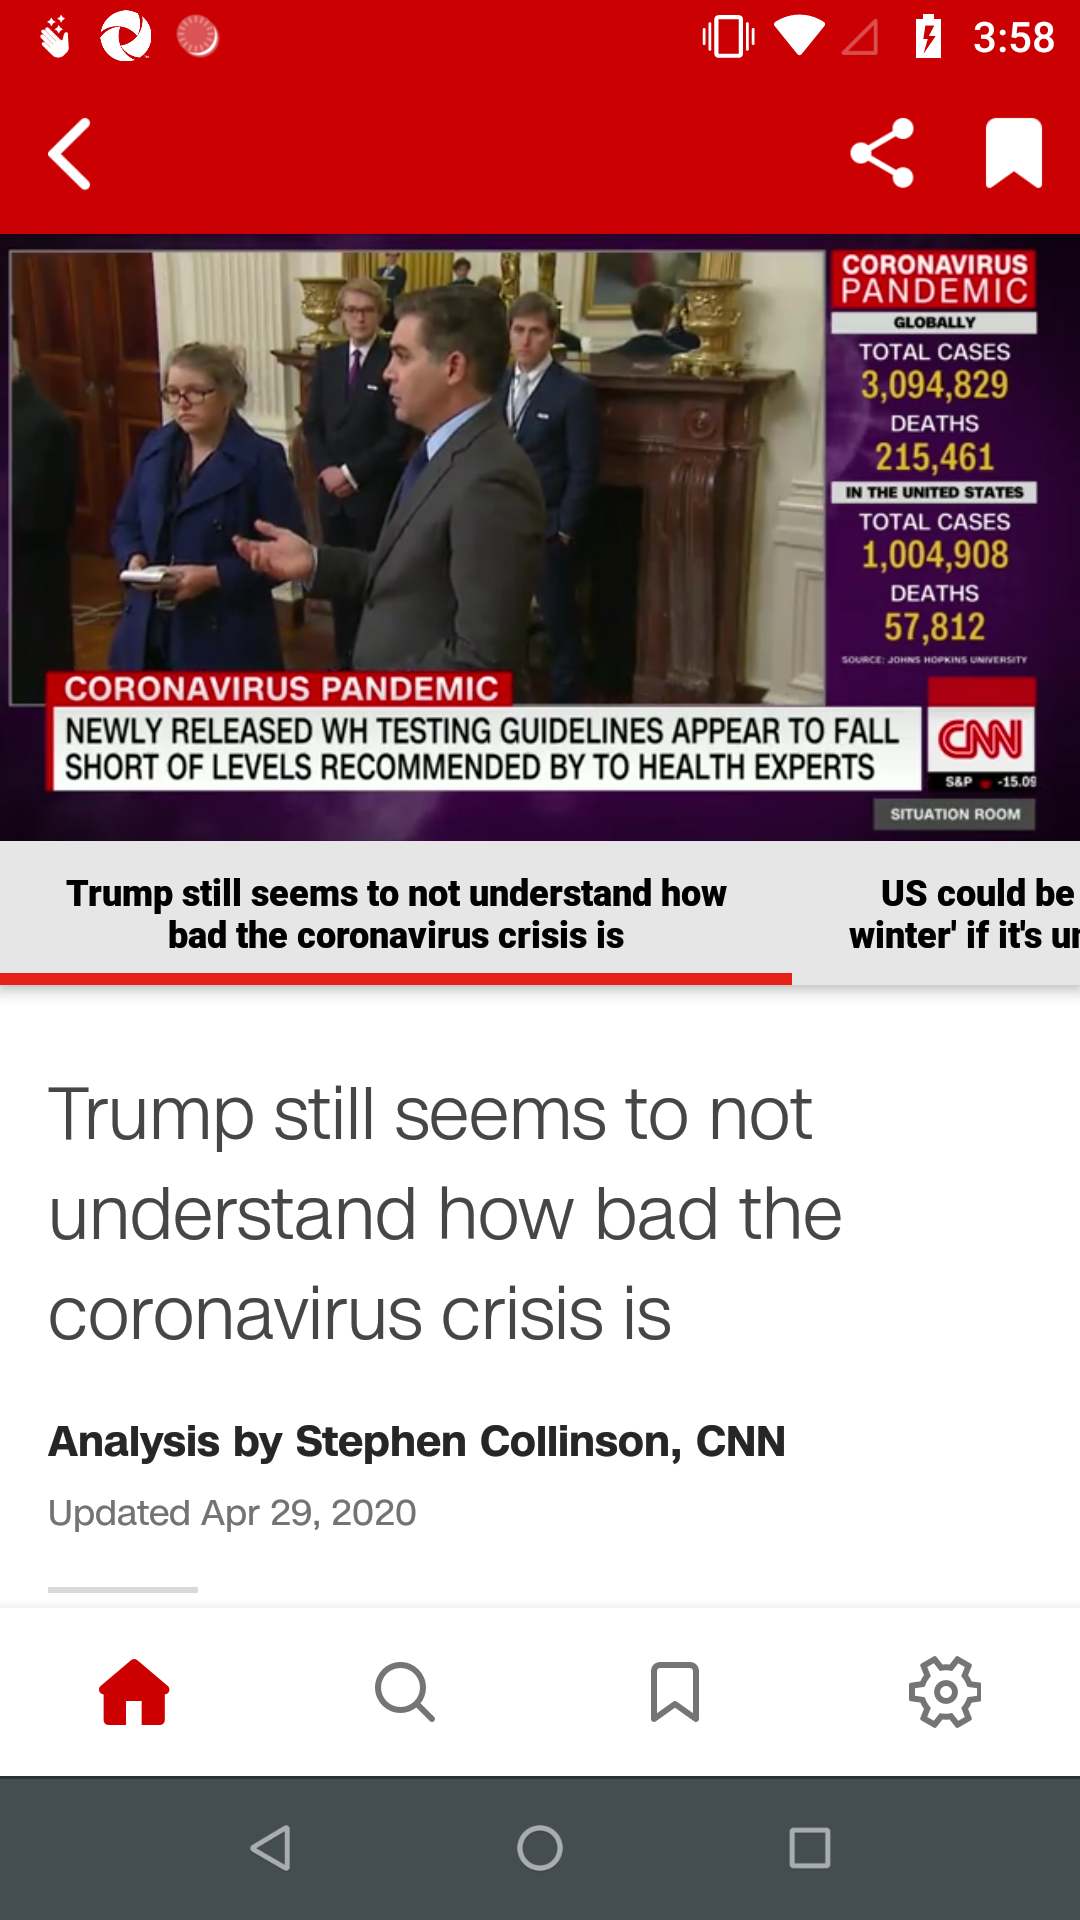 3:58
CORONAVIRUS
PANDEMIC
GLOBALLY
TOTAL CASES
3,094,829
DEATHS
215,461
IN THE UNITED STATES
TOTAL CASES
1,004,908
DEATHS
57,812
SOURCE: JOHNS HOPKINS UNIVERSITY
CORONAVIRUS PANDEMIC
NEWLY RELEASED WH TESTING GUIDELINES APPEAR TO FALL
SHORT OF LEVELS RECOMMENDED BY TO HEALTH EXPERTS
CNN
S&P -15.09
SITUATION ROOM
Trump still seems to not understand how
bad the coronavirus crisis is
US could be
winter' if it's
Trump still seems to not
understand how bad the
coronavirus crisis is
Analysis by Stephen Collinson, CNN
Updated Apr 29, 2020